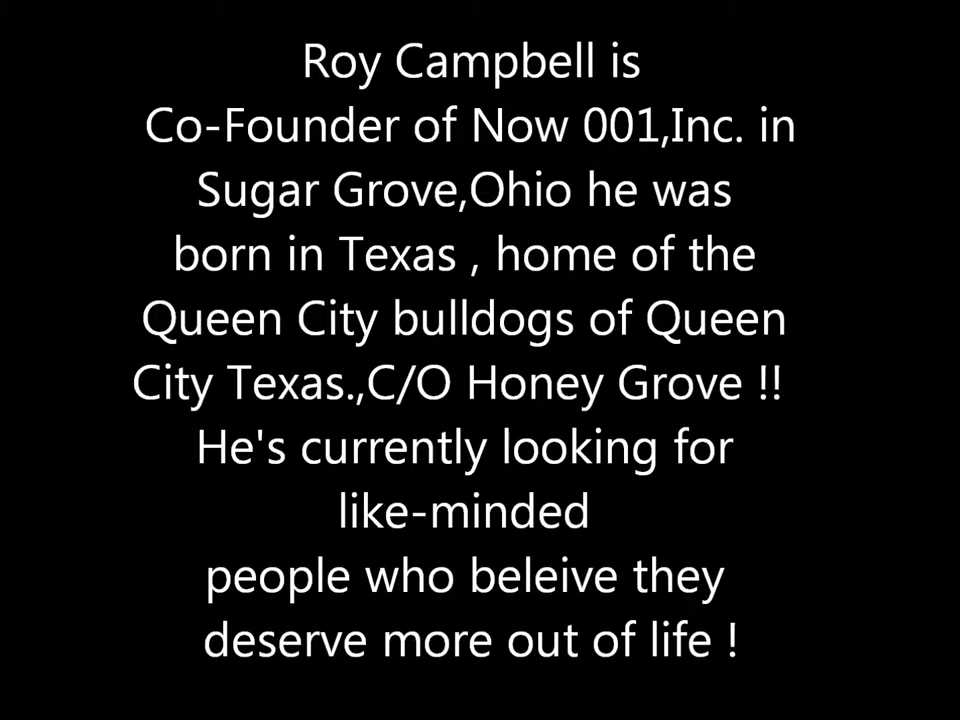 Roy Campbell is
Co-Founder of Now 001,Inc. in
Sugar Grove,Ohio he was
born in Texas , home of the
Queen City bulldogs of Queen
City Texas.,C/O Honey Grove !!
He's currently looking for
like-minded
people who beleive they
deserve more out of life !